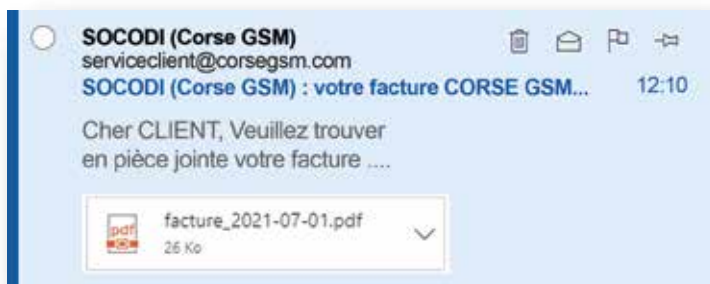 SOCODI (Corse GSM)
serviceclient@corsegsm.com
SOCODI (Corse GSM) : votre facture CORSE GSM... 12:10
Cher CLIENT, Veuillez trouver
en pièce jointe votre facture ....
pdf
facture_2021-07-01.pdf
26 Ko